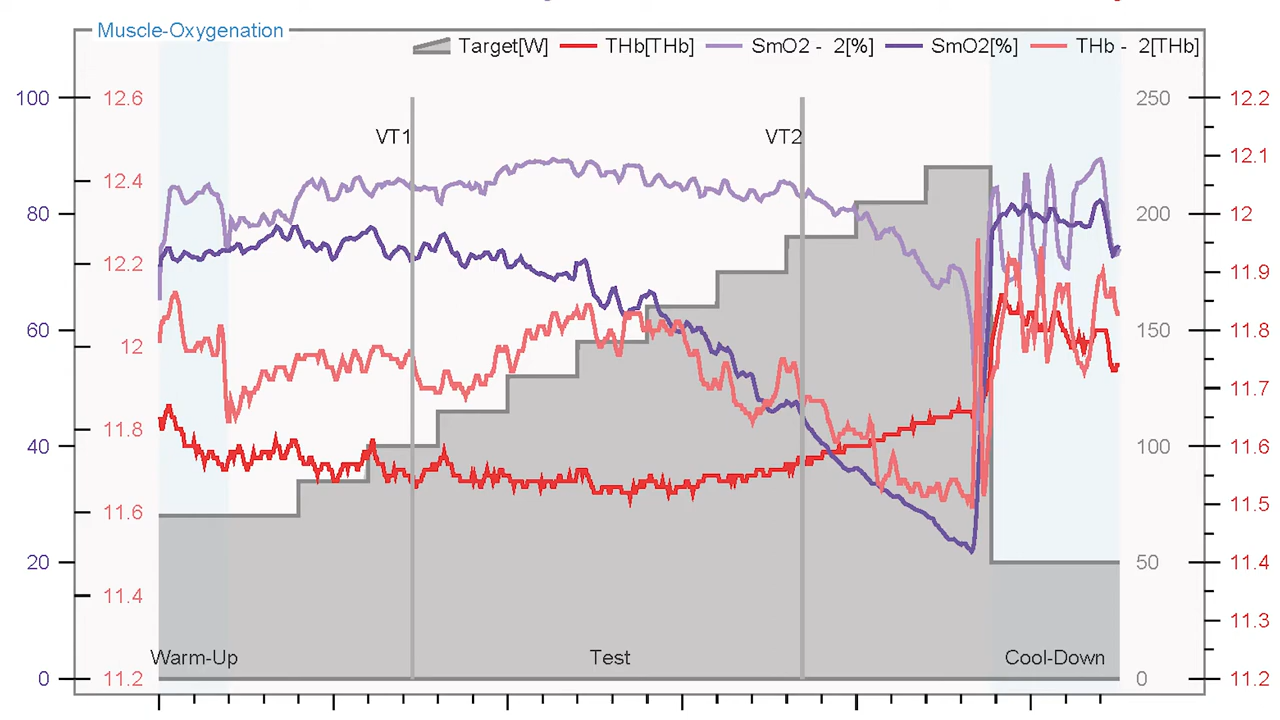 Muscle-Oxygenation
Target[W] THb[THb] SmO2 - 2[%] SmO2[%] THb - 2[THb]
100 12.6 250 12.2
VT1 VT2 12.1
12.4
80 200 12
12.2 11.9
60 12 150 11.8
11.7
11.8
40 100 11.6
11.6 11.5
20 50 11.4
11.4 11.3
Warm-Up Test Cool-Down
0 11.2 0 11.2